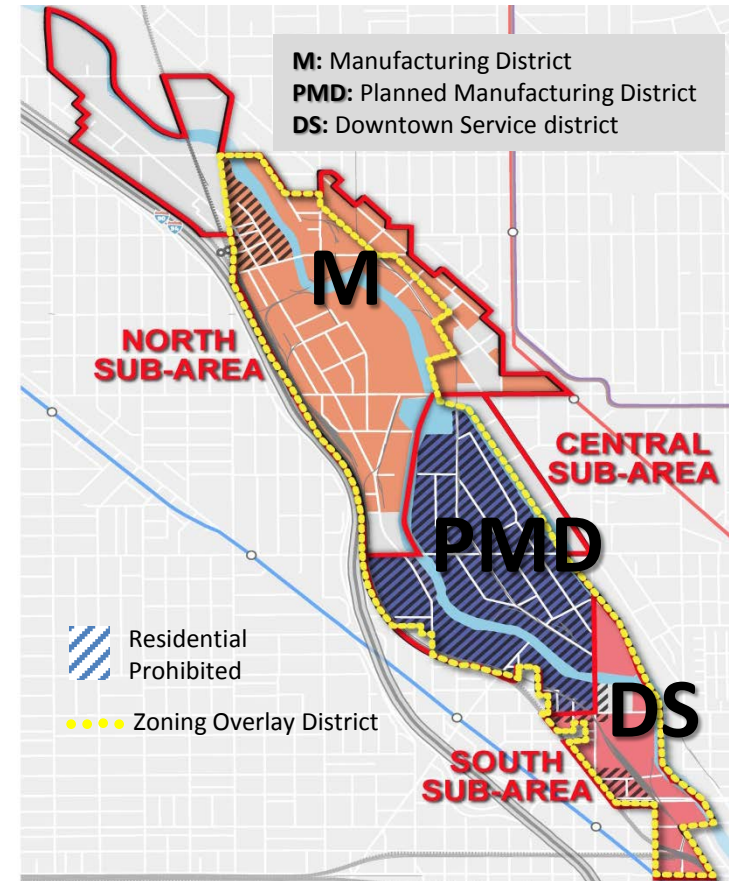 M: Manufacturing District
PMD: Planned Manufacturing District
DS: Downtown Service district
M
NORTH
SUB-AREA
CENTRAL
SUB-AREA
PMD
Residential
Prohibited
Zoning Overlay District
DS
SOUTH
SUB-AREA